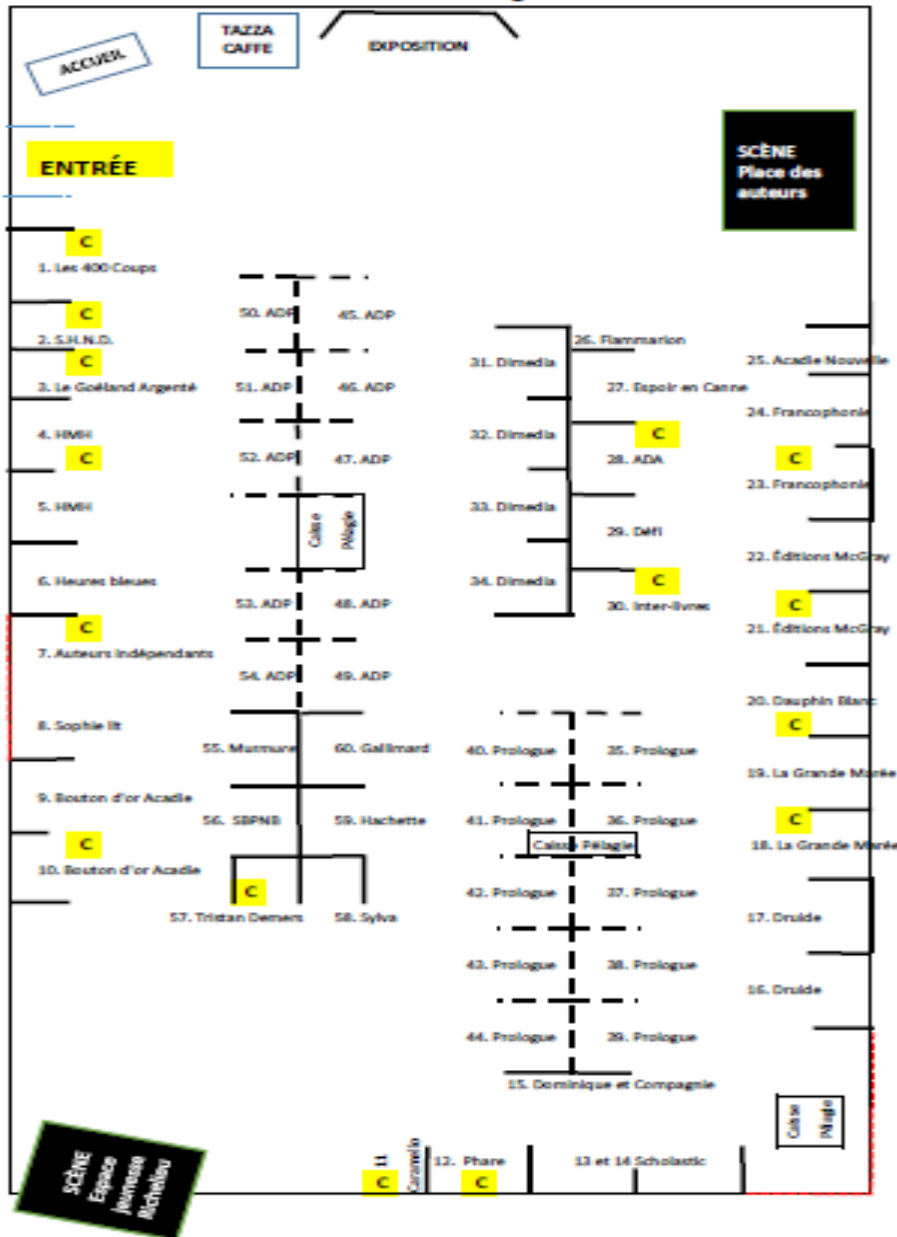 TAZZA
CAFFE
EXPOSITION
ACCUEIL
ENTRÉE
SCÈNE
Place des
auteurs
C
1. Les 400 Coups
C
2. S.H.N.D.
C
3. Le Goéland Argenté
4. HMH
C
5. HMH
6. Heures bleues
C
7. Auteurs Indépendants
8. Sophie lit
9. Bouton d'or Acadie
C
10. Bouton d'or Acadie
50. ADP
45. ADP
51. ADP
46. ADP
52. ADP
47. ADP
Caisse
Pélagie
53. ADP
48. ADP
54. ADP
49. ADP
55. Murmure
60. Gallimard
56. SBPNB
59. Hachette
C
57. Tristan Demers
58. Sylva
31. Dimedia
32. Dimedia
33. Dimedia
34. Dimedia
26. Flammarion
27. Espoir en Canne
C
28. ADA
29. Défi
C
30. Inter-livres
25. Acadie Nouvelle
24. Francophonie
C
23. Francophonie
22. Éditions McGray
C
21. Éditions McGray
20. Dauphin Blanc
C
19. La Grande Marée
C
18. La Grande Marée
17. Druide
16. Druide
40. Prologue
35. Prologue
41. Prologue
36. Prologue
Caisse Pélagie
42. Prologue
37. Prologue
43. Prologue
38. Prologue
44. Prologue
39. Prologue
15. Dominique et Compagnie
Caisse
Pélagie
SCÈNE
Espace
jeunesse
Richelieu
11
C
Caramello
12. Phare
C
13 et 14 Scholastic